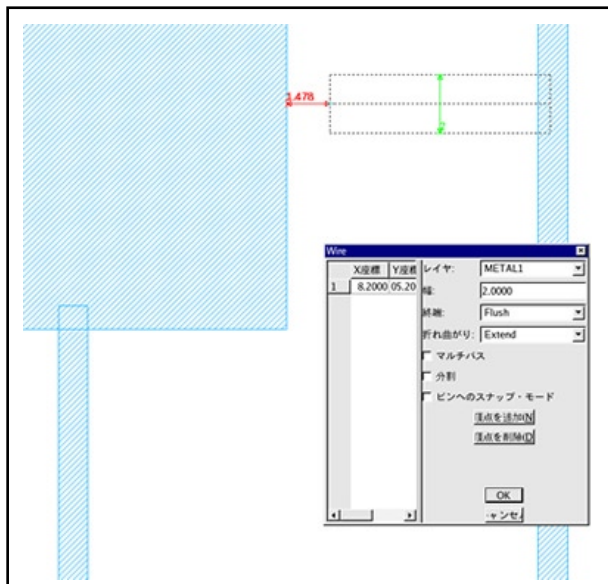 1.478
2
Wire
X座標 Y座標
1 8.2000 05.20
レイヤ: METAL1
幅: 2.0000
終端: Flush
折れ曲がり: Extend
マルチパス
分割
ピンへのスナップ・モード
頂点を追加(N)
頂点を削除(D)
OK
キャンセル